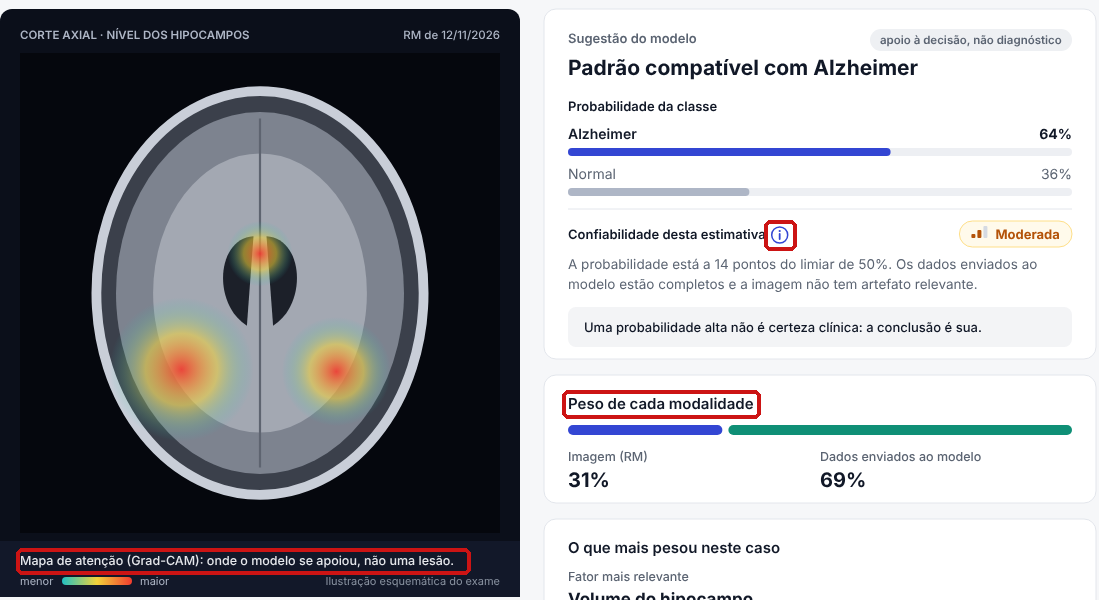 CORTE AXIAL · NÍVEL DOS HIPOCAMPOS
RM de 12/11/2026
Mapa de atenção (Grad-CAM): onde o modelo se apoiou, não uma lesão.
menor
maior
Ilustração esquemática do exame
Sugestão do modelo
apoio à decisão, não diagnóstico
Padrão compatível com Alzheimer
Probabilidade da classe
Alzheimer
64%
Normal
36%
Confiabilidade desta estimativa
Moderada
A probabilidade está a 14 pontos do limiar de 50%. Os dados enviados ao
modelo estão completos e a imagem não tem artefato relevante.
Uma probabilidade alta não é certeza clínica: a conclusão é sua.
Peso de cada modalidade
Imagem (RM)
Dados enviados ao modelo
31%
69%
O que mais pesou neste caso
Fator mais relevante
Volume do hipocampo